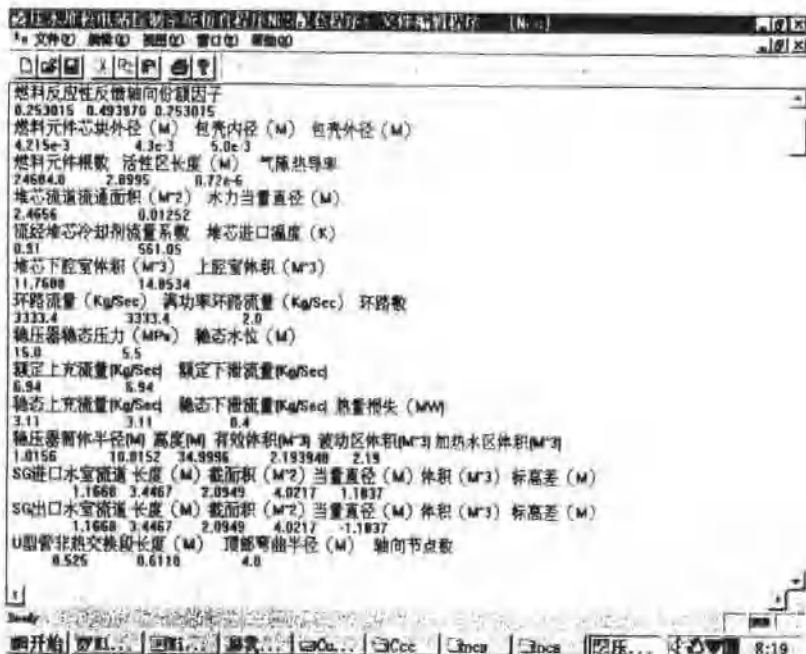 文件(F) 编辑(E) 视图(V) 窗口(W) 帮助(H)
燃料反应性反馈轴向份额因子
0.253015 0.493970 0.253015
燃料元件芯块外径（M） 包壳内径（M） 包壳外径（M）
4.215e-3 4.3e-3 5.0e-3
燃料元件根数 活性区长度（M） 气隙热导率
24684.0 2.8995 0.72e-6
堆芯流道流通面积（M^2） 水力当量直径（M）
2.4656 0.01252
流经堆芯冷却剂流量系数 堆芯进口温度（K）
0.91 561.05
堆芯下腔室体积（M^3） 上腔室体积（M^3）
11.7608 14.8534
环路流量（Kg/Sec） 满功率环路流量（Kg/Sec） 环路数
3333.4 3333.4 2.0
稳压器稳态压力（MPa） 稳态水位（M）
15.0 5.5
额定上充流量(Kg/Sec) 额定下泄流量(Kg/Sec)
6.94 6.94
稳态上充流量(Kg/Sec) 稳态下泄流量(Kg/Sec) 热量损失（MW)
3.11 3.11 0.4
稳压器筒体半径(M) 高度(M) 有效体积(M^3) 波动区体积(M^3) 加热水区体积(M^3)
1.0156 10.8152 34.9996 2.193948 2.19
SG进口水室流道 长度（M）截面积（M^2）当量直径（M）体积（M^3）标高差（M）
1.1668 3.4467 2.0949 4.0217 1.1837
SG出口水室流道 长度（M）截面积（M^2）当量直径（M）体积（M^3）标高差（M）
1.1668 3.4467 2.0949 4.0217 -1.1837
U型管非热交换段长度（M） 顶部弯曲半径（M） 轴向节点数
0.525 0.6110 4.0
Ready
开始 Ccc 8:19